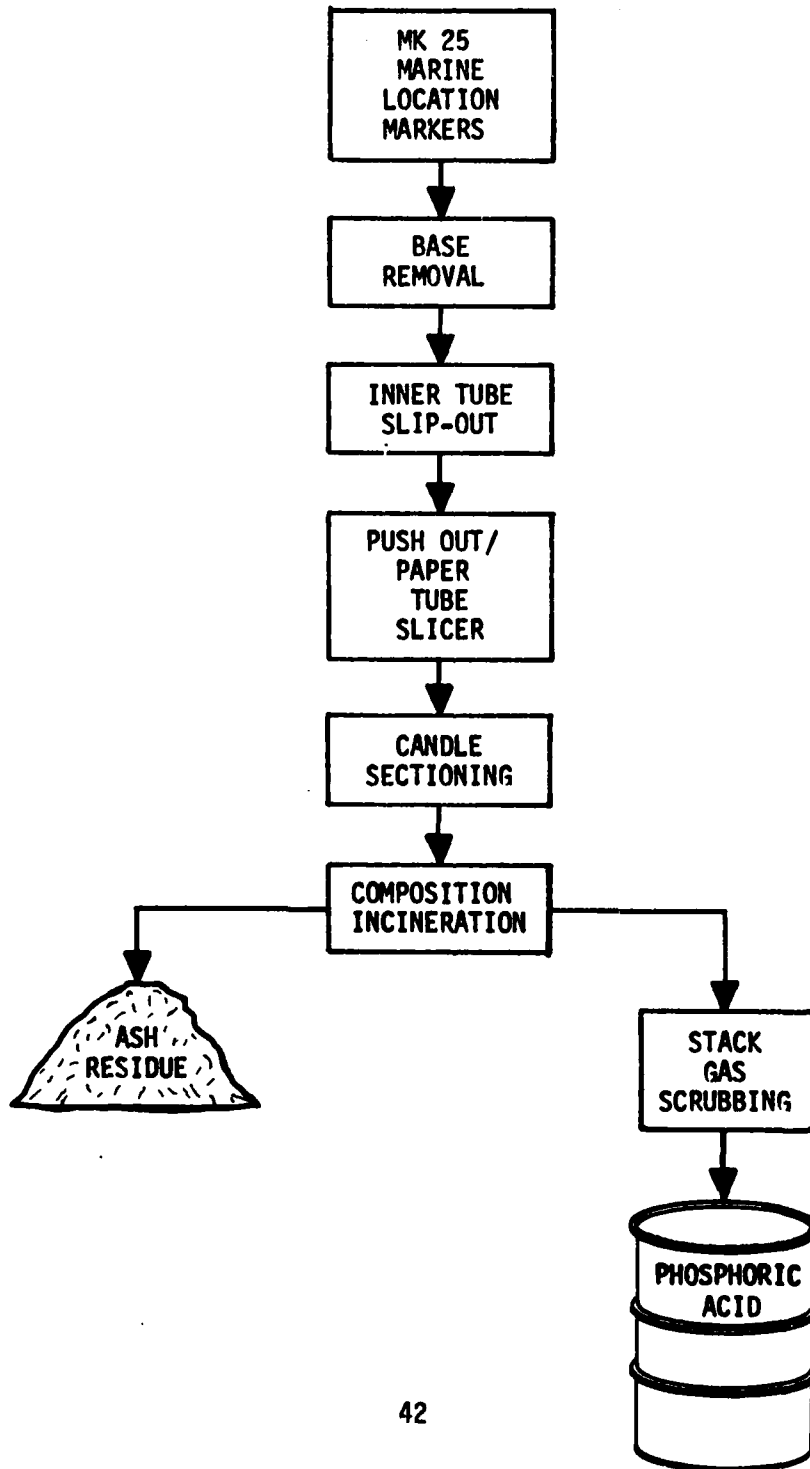 MK 25
MARINE
LOCATION
MARKERS
BASE
REMOVAL
INNER TUBE
SLIP-OUT
PUSH OUT/
PAPER
TUBE
SLICER
CANDLE
SECTIONING
COMPOSITION
INCINERATION
ASH
RESIDUE
STACK
GAS
SCRUBBING
PHOSPHORIC
ACID
42